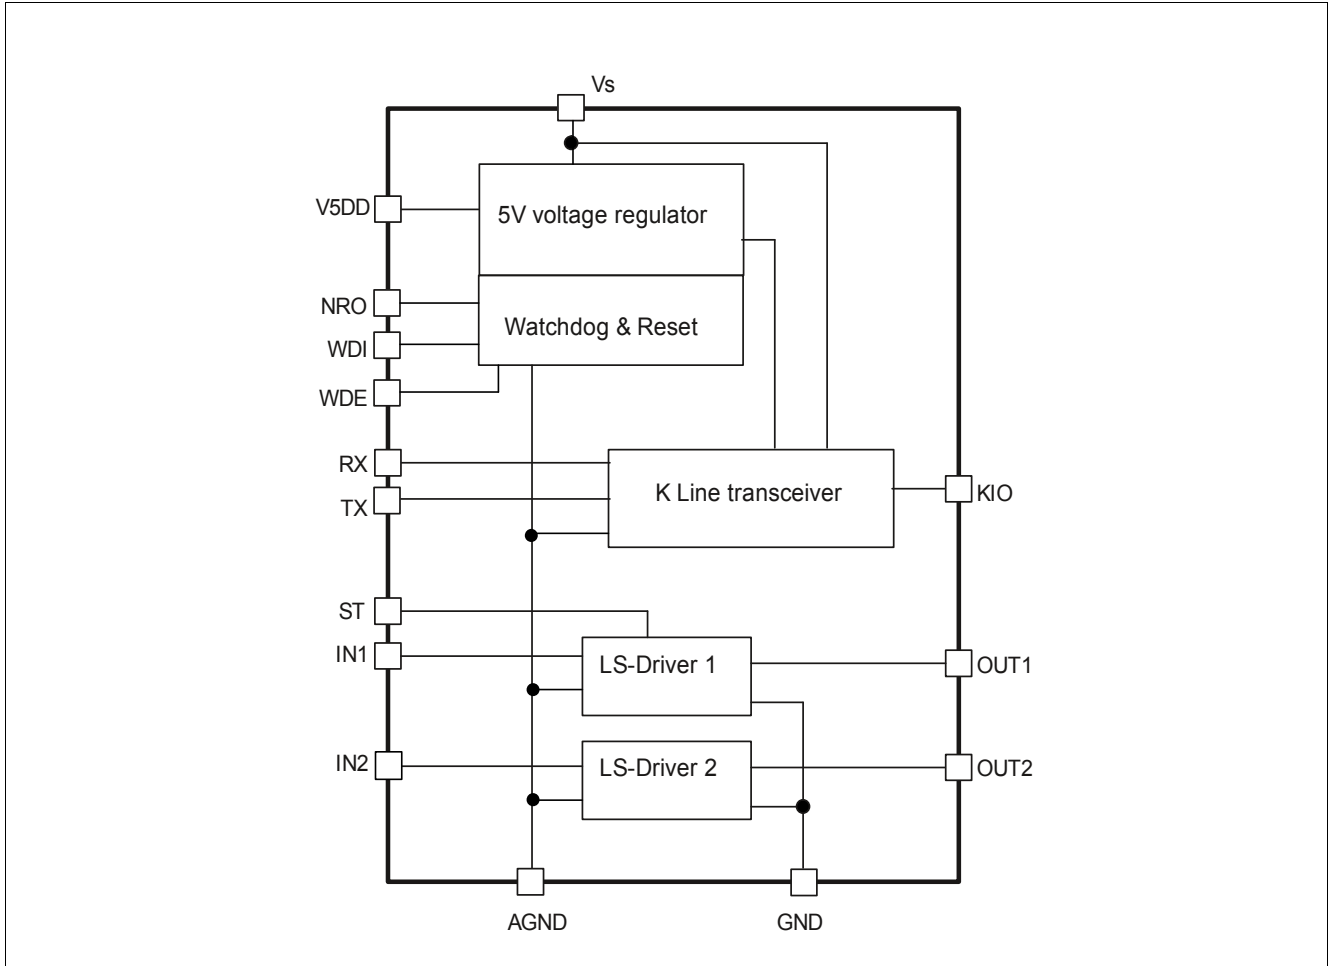 Vs
V5DD
5V voltage regulator
NRO
Watchdog & Reset
WDI
WDE
RX
K Line transceiver
KIO
TX
ST
IN1
LS-Driver 1
OUT1
IN2
LS-Driver 2
OUT2
AGND
GND